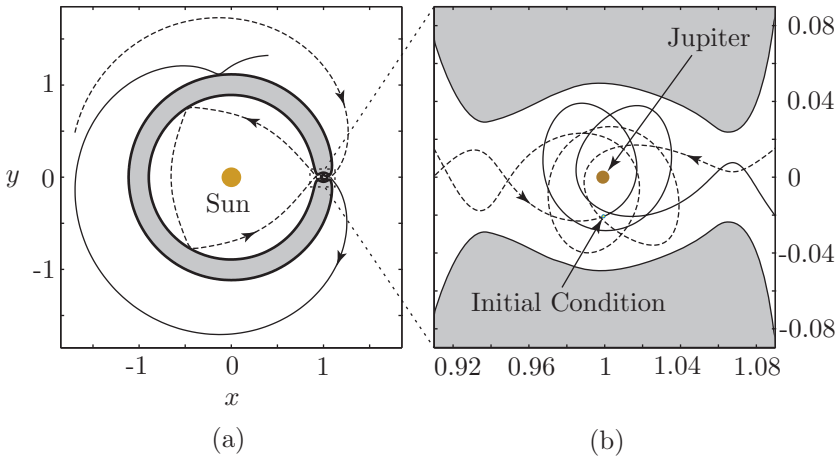 1
0
-1
y
-1
0
1
x
Sun
(a)
Jupiter
Initial Condition
0.08
0.04
0
-0.04
-0.08
0.92
0.96
1
1.04
1.08
(b)